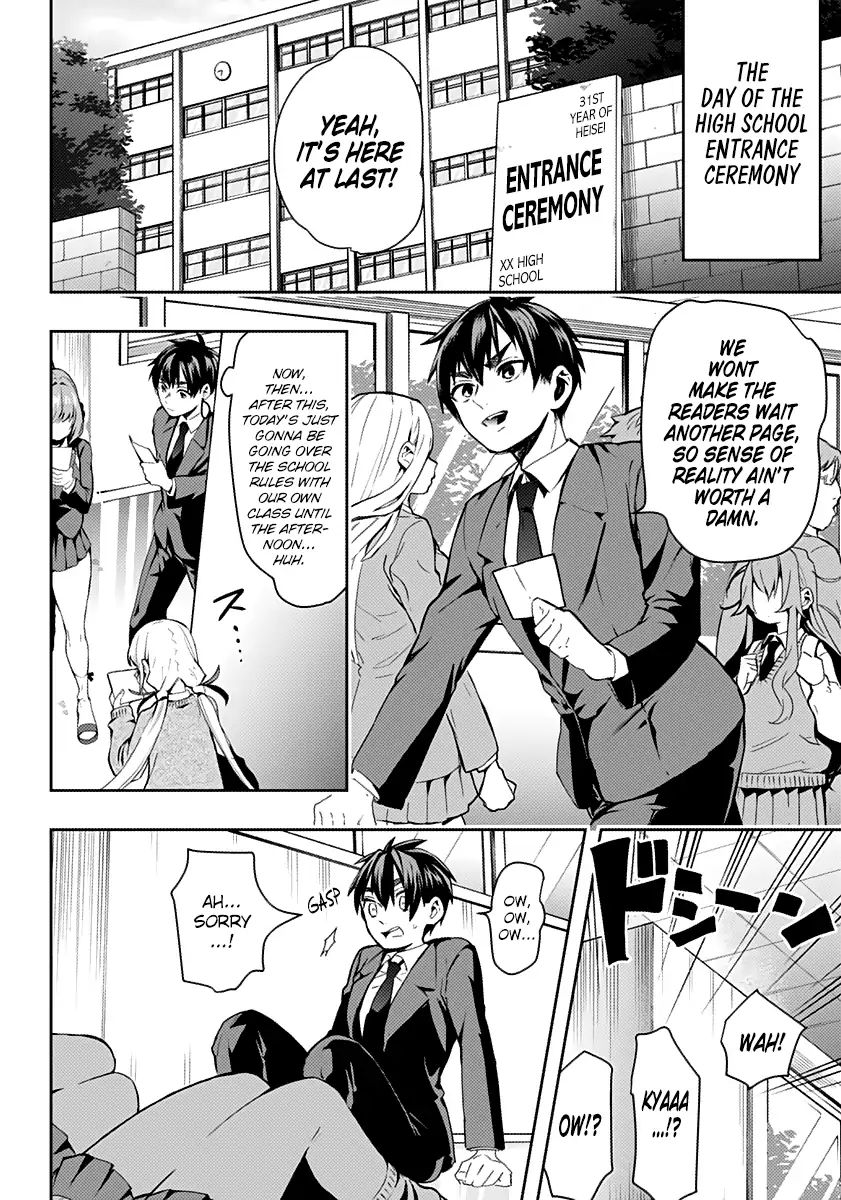 THE
DAY OF THE
HIGH SCHOOL
ENTRANCE
CEREMONY
31ST
YEAR OF
HEISEI
ENTRANCE
CEREMONY
XX HIGH
SCHOOL
YEAH,
IT'S HERE
AT LAST!
WE
WONT
MAKE THE
READERS WAIT
ANOTHER PAGE,
SO SENSE OF
REALITY AIN'T
WORTH A
DAMN.
NOW,
THEN...
AFTER THIS,
TODAY'S JUST
GONNA BE
GOING OVER
THE SCHOOL
RULES WITH
OUR OWN
CLASS UNTIL
THE AFTER-
NOON...
HUH.
ドシーン
WAH!
KYAAA
...!?
OW!?
OW,
OW,
OW...
GASP
AH...
SORRY
...!